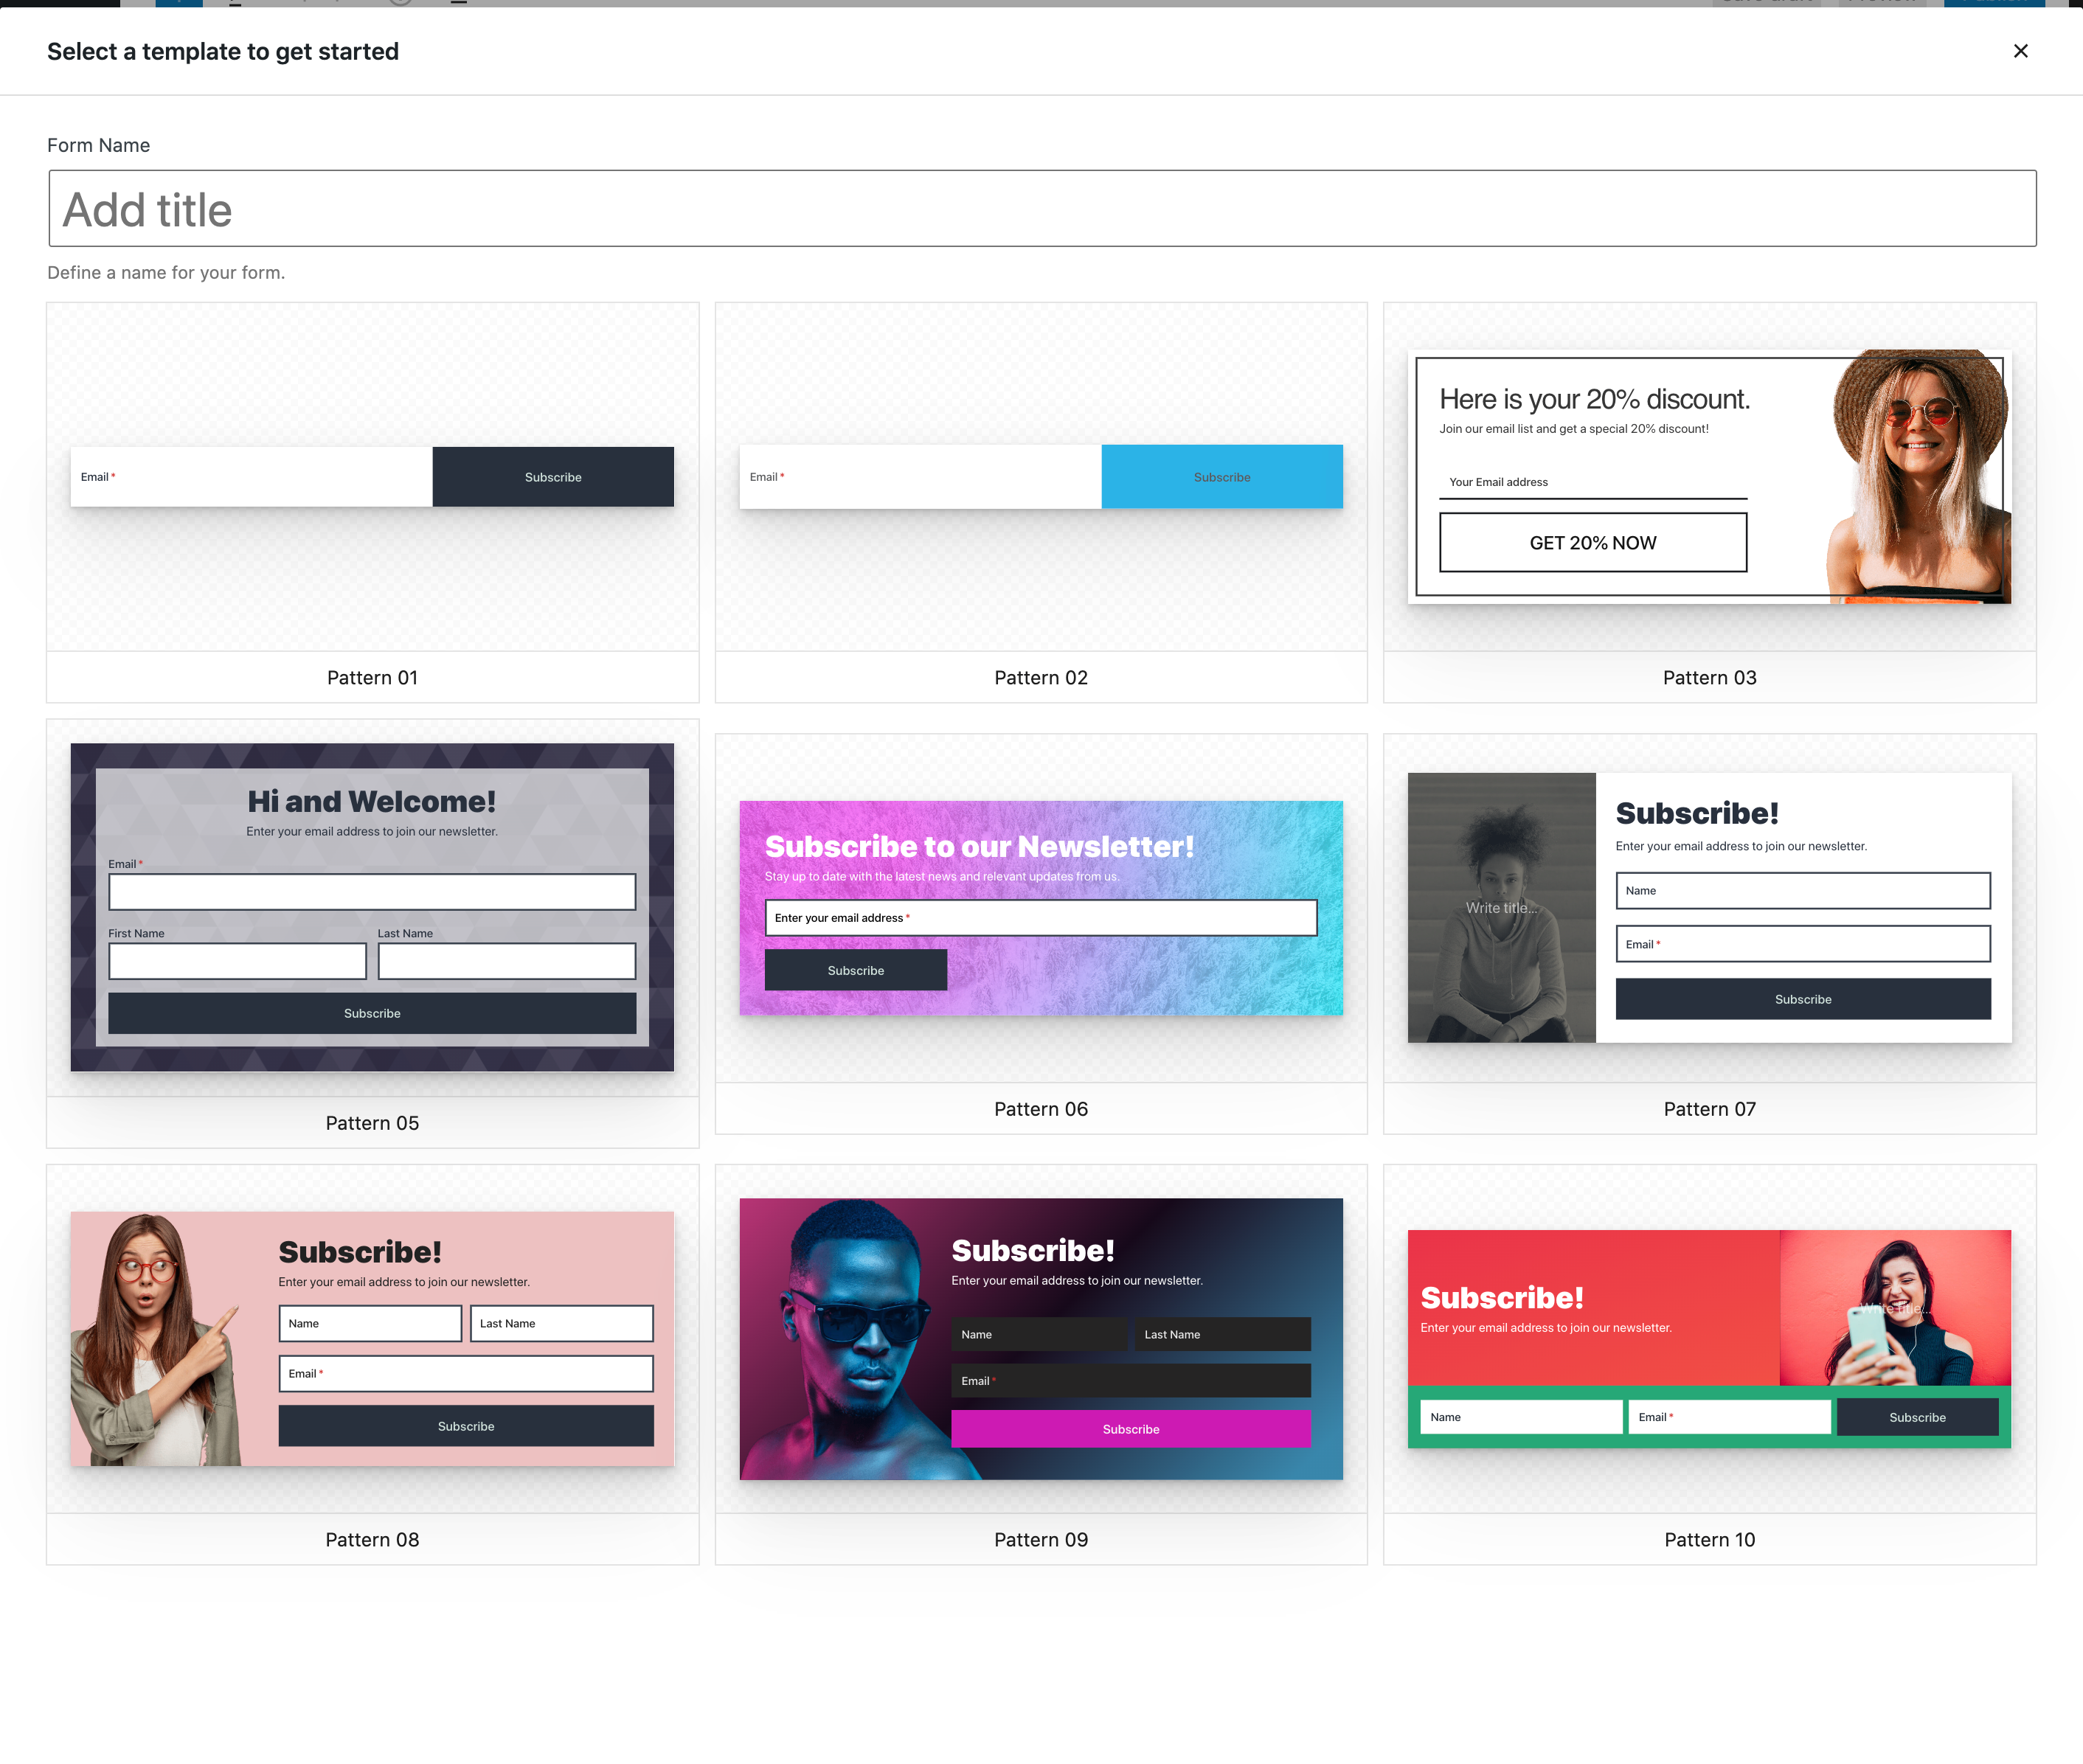 Select a template to get started
Form Name
Add title
Define a name for your form.
Email *
Subscribe
Pattern 01
Email *
Subscribe
Pattern 02
Here is your 20% discount.
Join our email list and get a special 20% discount!
Your Email address
GET 20% NOW
Pattern 03
Hi and Welcome!
Enter your email address to join our newsletter.
Email *
First Name
Last Name
Subscribe
Pattern 05
Subscribe to our Newsletter!
Stay up to date with the latest news and relevant updates from us.
Enter your email address *
Subscribe
Pattern 06
Write title...
Subscribe!
Enter your email address to join our newsletter.
Name
Email *
Subscribe
Pattern 07
Subscribe!
Enter your email address to join our newsletter.
Name
Last Name
Email *
Subscribe
Pattern 08
Subscribe!
Enter your email address to join our newsletter.
Name
Last Name
Email *
Subscribe
Pattern 09
Subscribe!
Enter your email address to join our newsletter.
Write title...
Name
Email *
Subscribe
Pattern 10